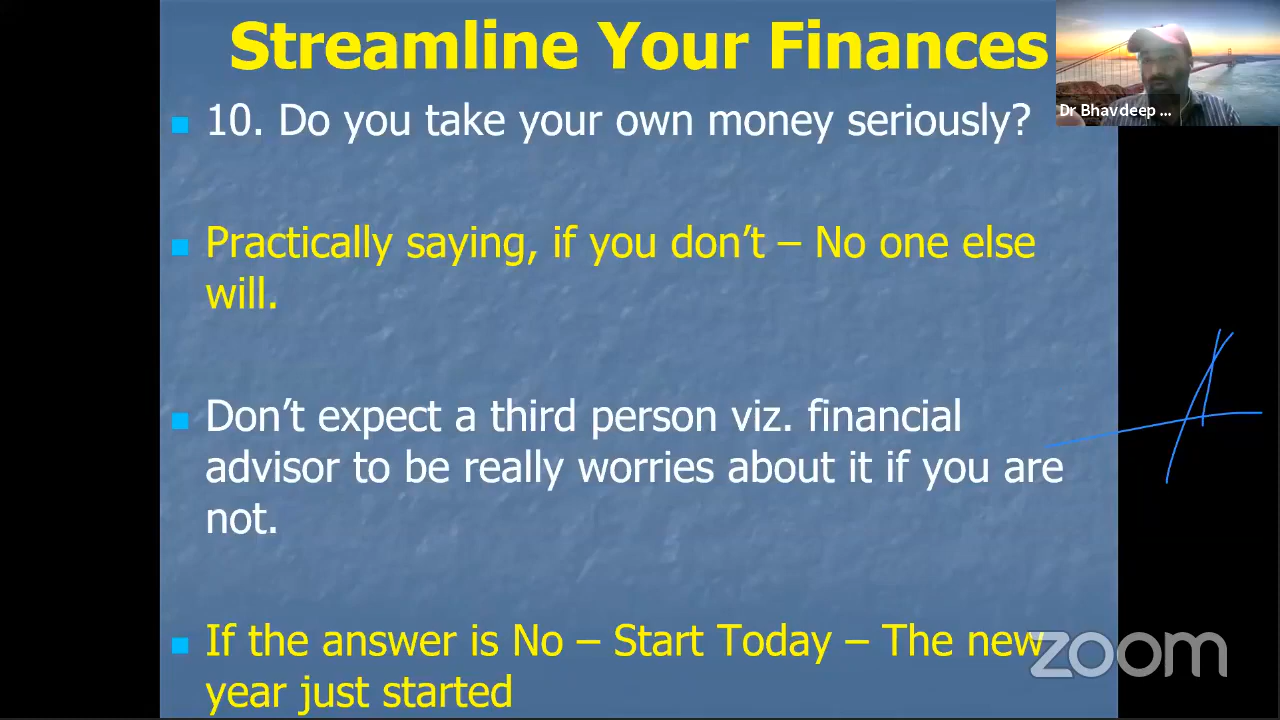 Streamline Your Finances
10. Do you take your own money seriously?
Practically saying, if you don’t – No one else
will.
Don’t expect a third person viz. financial
advisor to be really worries about it if you are
not.
If the answer is No – Start Today – The new
year just started
Dr Bhavdeep ...
zoom